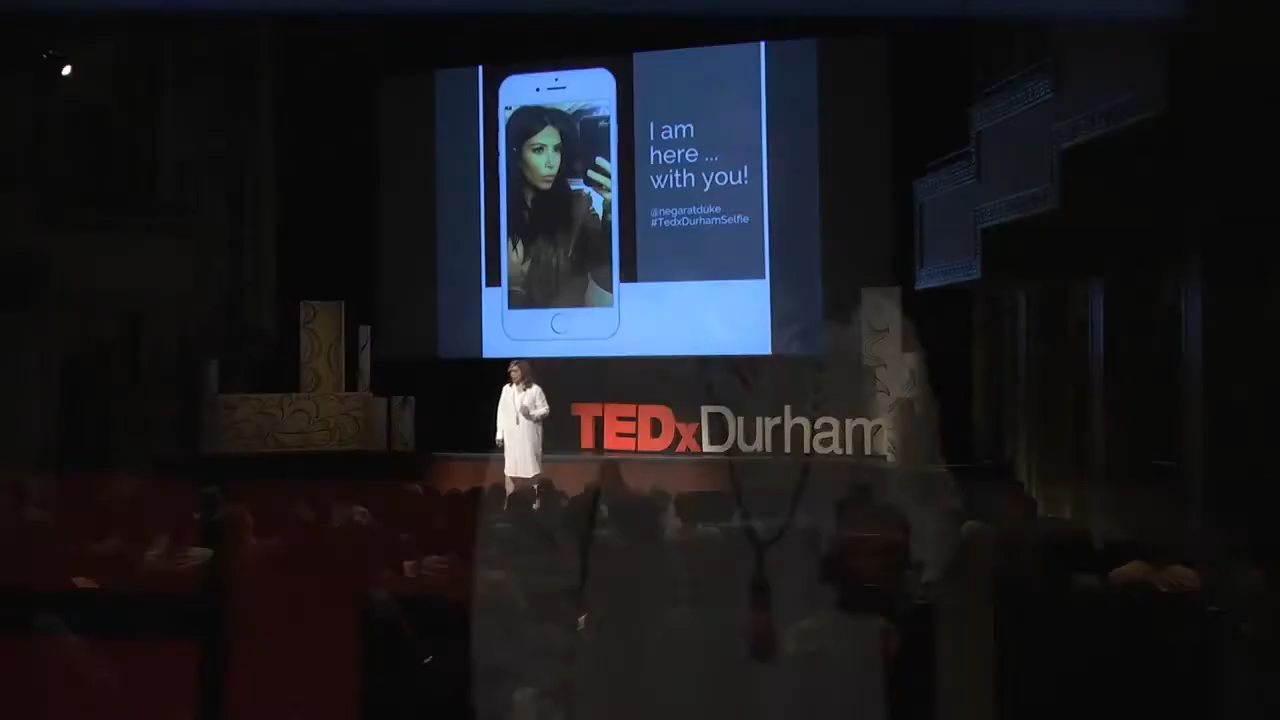 I am
here ...
with you!
@negaratduke
#TedxDurhamSelfie
TEDxDurham